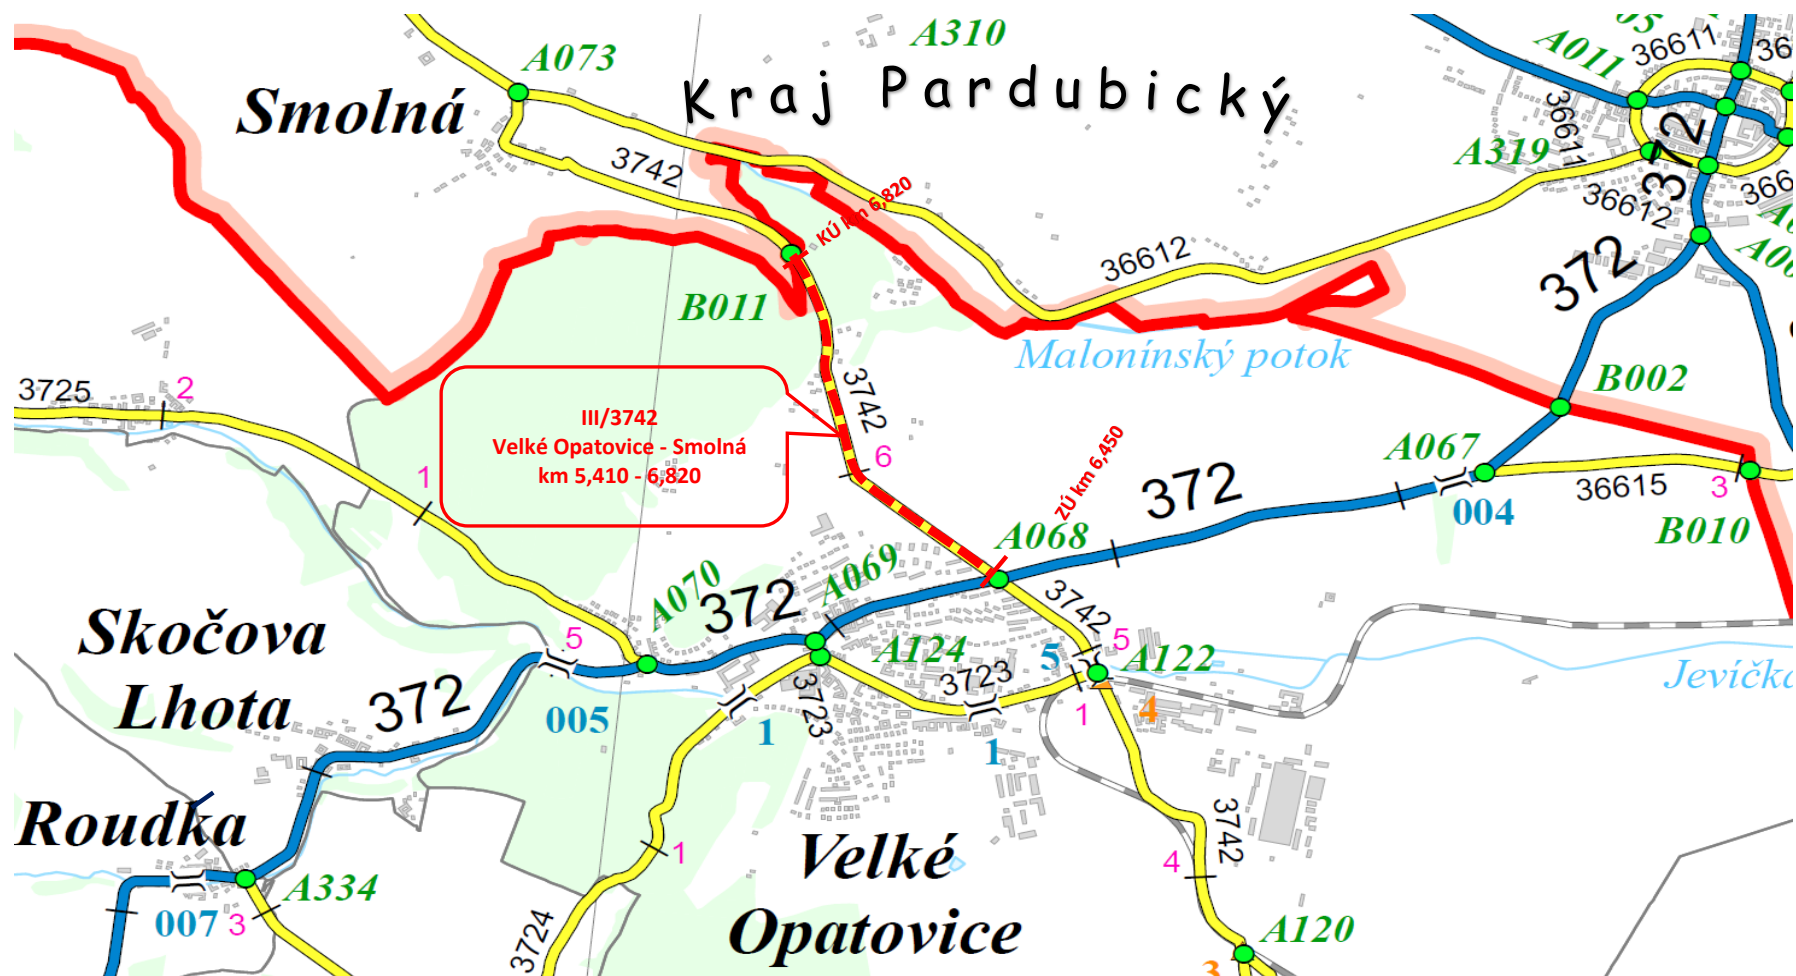 A310
A073
Kraj Pardubický
Smolná
A011
36611
36611
372
A319
36612
3742
KÚ km 6,820
B011
36612
372
Malonínský potok
B002
3725
2
3742
III/3742
Velké Opatovice - Smolná
km 5,410 - 6,820
6
1
ZÚ km 6,450
A067
372
36615
3
004
B010
A068
A069
A070
372
3742
5
5
A122
A124
3723
5
Skočova
Lhota
372
005
1
3723
1
1
4
Jevíčka
Roudka
1
Velké
Opatovice
4
3742
A334
007
3
3724
A120
3